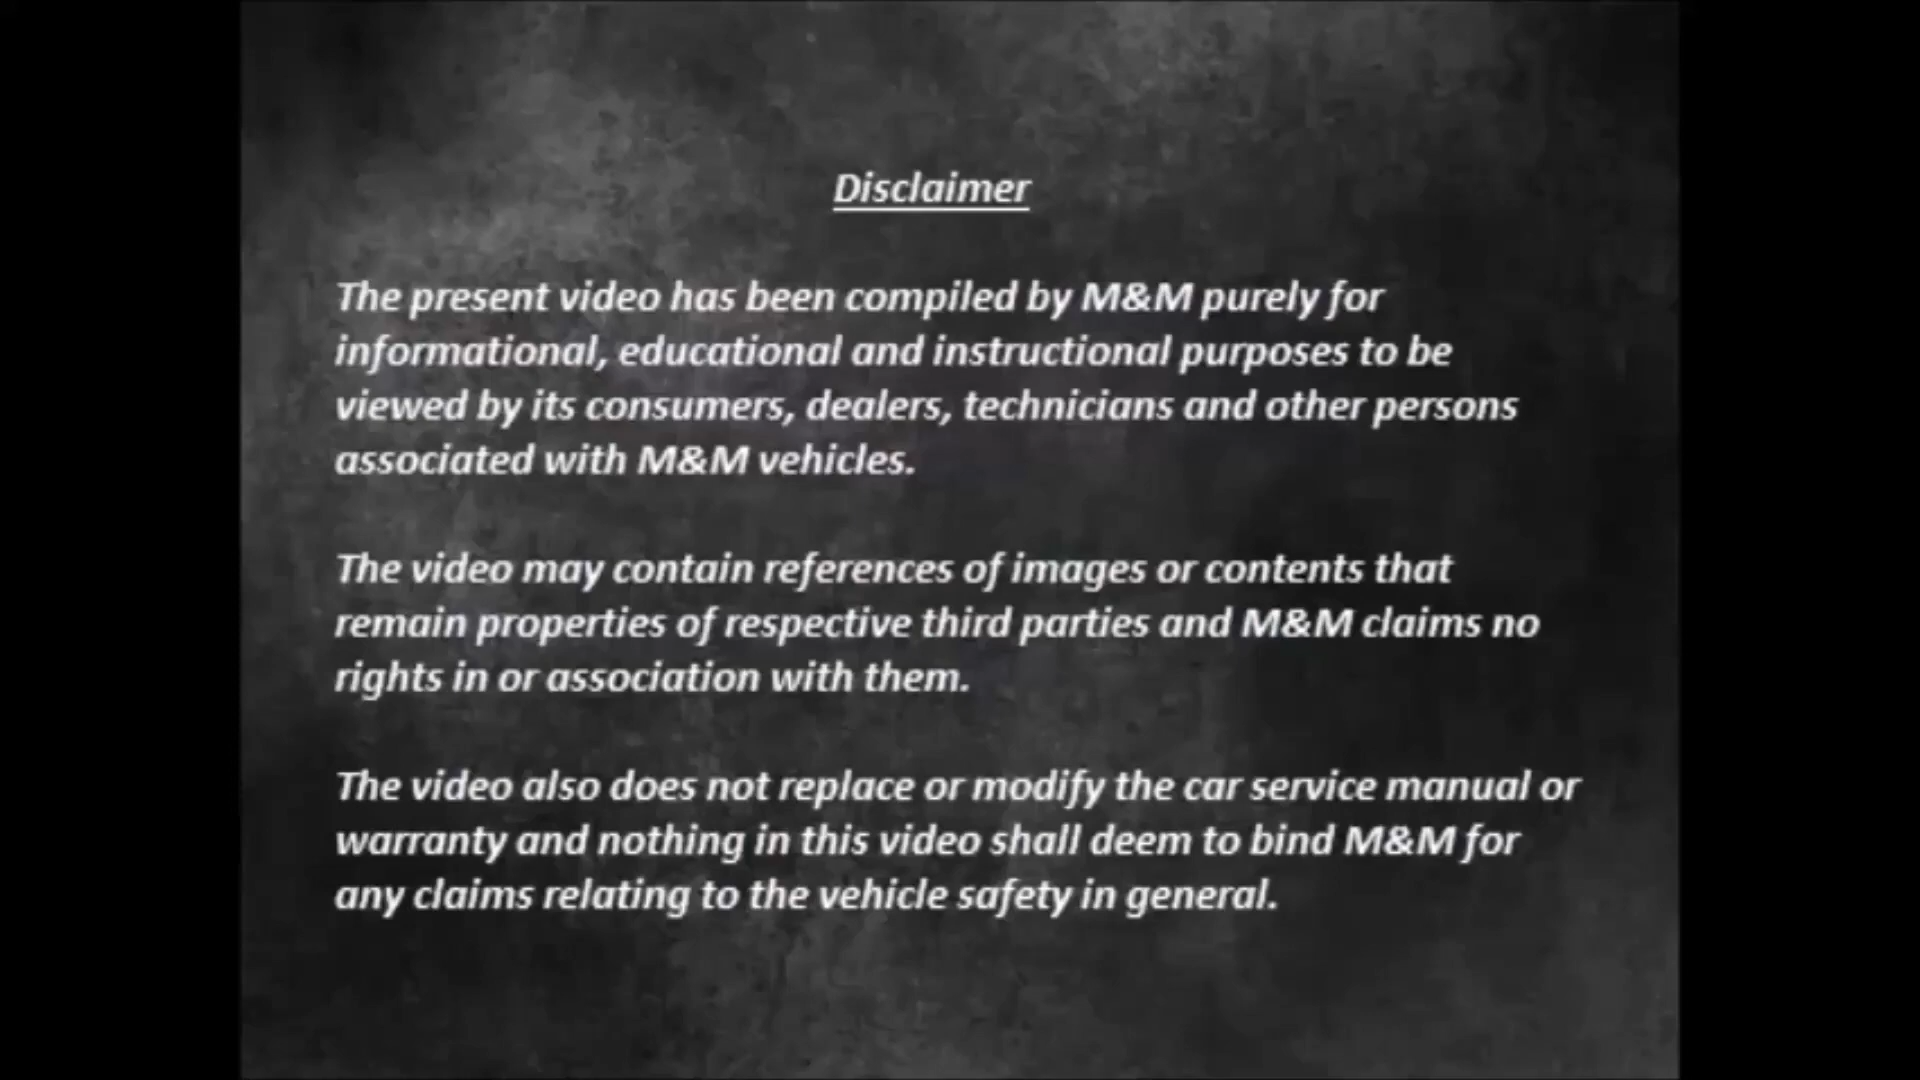 Disclaimer
The present video has been compiled by M&M purely for
informational, educational and instructional purposes to be
viewed by its consumers, dealers, technicians and other persons
associated with M&M vehicles.
The video may contain references of images or contents that
remain properties of respective third parties and M&M claims no
rights in or association with them.
The video also does not replace or modify the car service manual or
warranty and nothing in this video shall deem to bind M&M for
any claims relating to the vehicle safety in general.